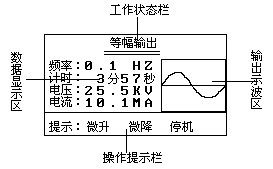 工作状态栏
等幅输出
数据显示区
频率:0.1 HZ
计时: 3分57秒
电压:25.5KV
电流:10.1MA
输出示波区
提示: 微升 微降 停机
操作提示栏